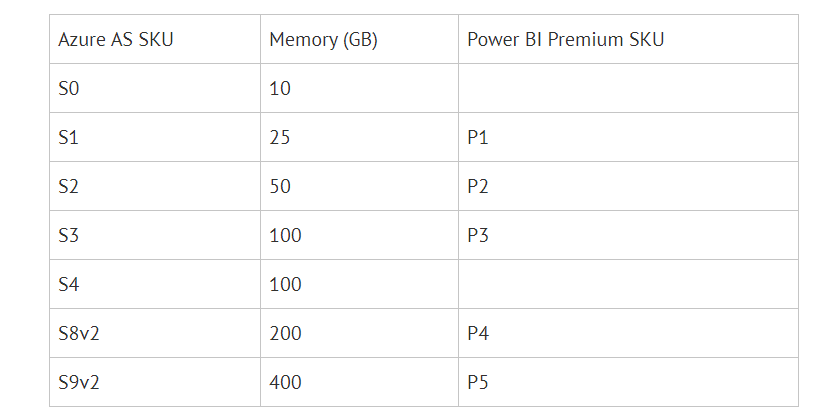 Azure AS SKU Memory (GB) Power BI Premium SKU
S0 10
S1 25 P1
S2 50 P2
S3 100 P3
S4 100
S8v2 200 P4
S9v2 400 P5